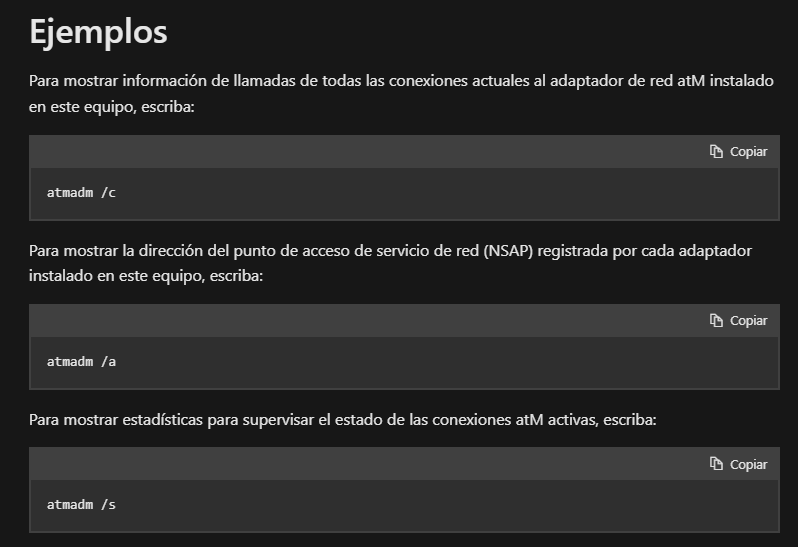 Ejemplos
Para mostrar información de llamadas de todas las conexiones actuales al adaptador de red atM instalado
en este equipo, escriba:
Copiar
atmadm /c
Para mostrar la dirección del punto de acceso de servicio de red (NSAP) registrada por cada adaptador
instalado en este equipo, escriba:
Copiar
atmadm /a
Para mostrar estadísticas para supervisar el estado de las conexiones atM activas, escriba:
Copiar
atmadm /s